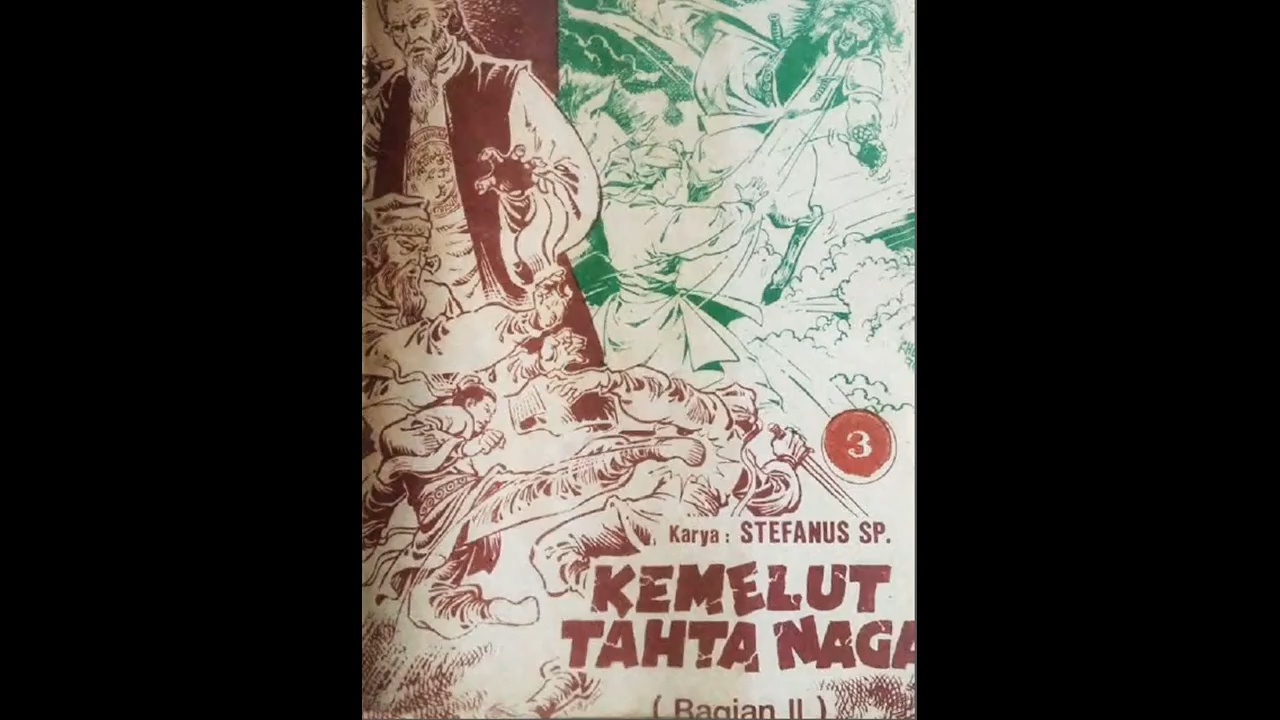 3
Karya : STEFANUS SP.
KEMELUT
TAHTA NAGA
( Bagian II )